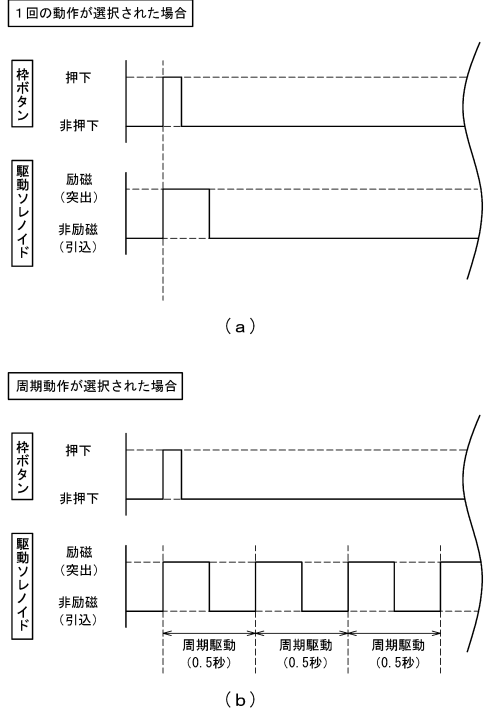 1回の動作が選択された場合
枠ボタン
押下
非押下
駆動ソレノイド
励磁
(突出)
非励磁
(引込)
(a)
周期動作が選択された場合
枠ボタン
押下
非押下
駆動ソレノイド
励磁
(突出)
非励磁
(引込)
周期駆動 周期駆動 周期駆動
(0.5秒) (0.5秒) (0.5秒)
(b)